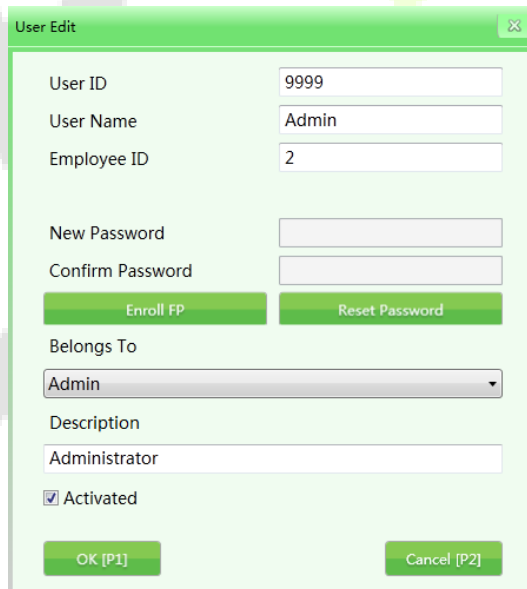 User Edit
User ID 9999
User Name Admin
Employee ID 2
New Password
Confirm Password
Enroll FP Reset Password
Belongs To
Admin
Description
Administrator
Activated
OK [P1] Cancel [P2]